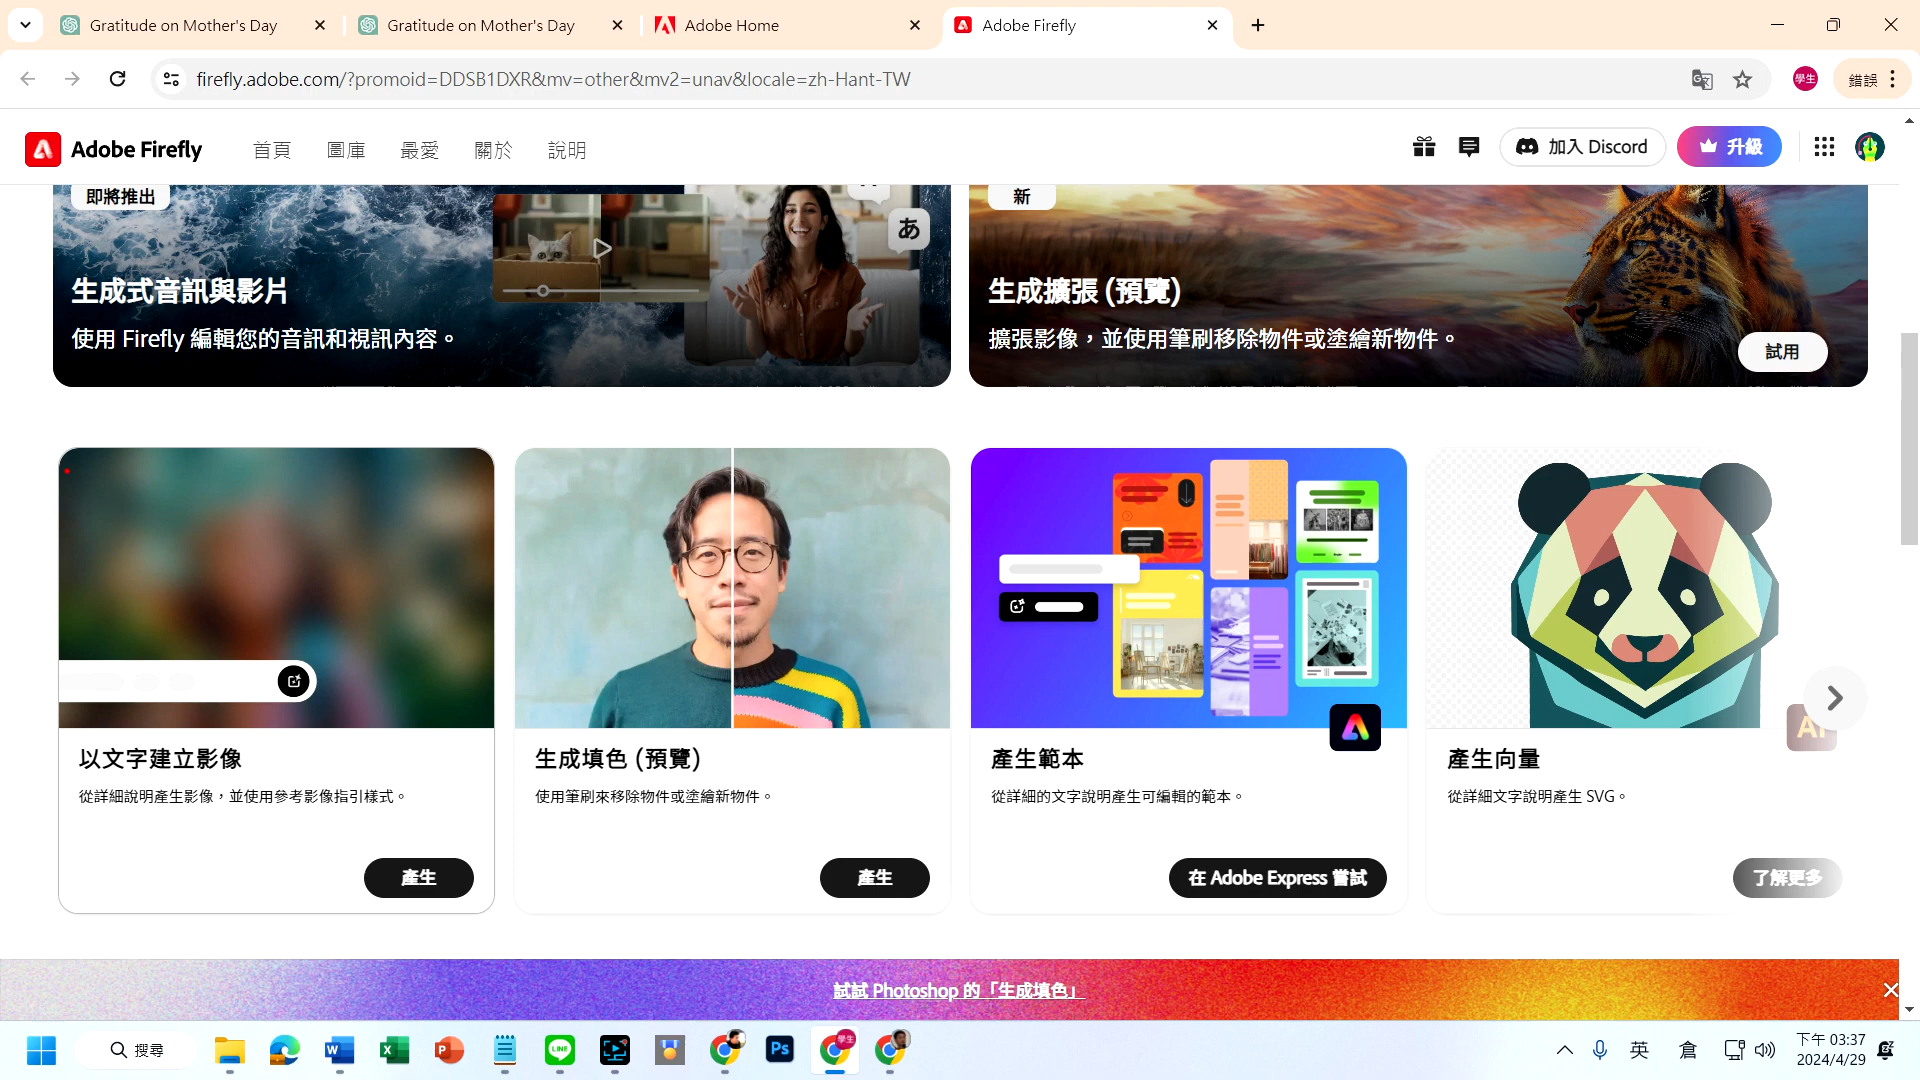 Gratitude on Mother's Day
Gratitude on Mother's Day
Adobe Home
Adobe Firefly
firefly.adobe.com/?promoid=DDSB1DXR&mv=other&mv2=unav&locale=zh-Hant-TW
學生
錯誤
Adobe Firefly
首頁
圖庫
最愛
關於
說明
加入 Discord
升級
即將推出
あ
生成式音訊與影片
使用 Firefly 編輯您的音訊和視訊內容。
新
生成擴張 (預覽)
擴張影像，並使用筆刷移除物件或塗繪新物件。
試用
以文字建立影像
從詳細說明產生影像，並使用參考影像指引樣式。
產生
生成填色 (預覽)
使用筆刷來移除物件或塗繪新物件。
產生
產生範本
從詳細的文字說明產生可編輯的範本。
在 Adobe Express 嘗試
Ai
產生向量
從詳細文字說明產生 SVG。
了解更多
試試 Photoshop 的「生成填色」
搜尋
W
X
P
LINE
Ps
學生
英
倉
下午 03:37
2024/4/29